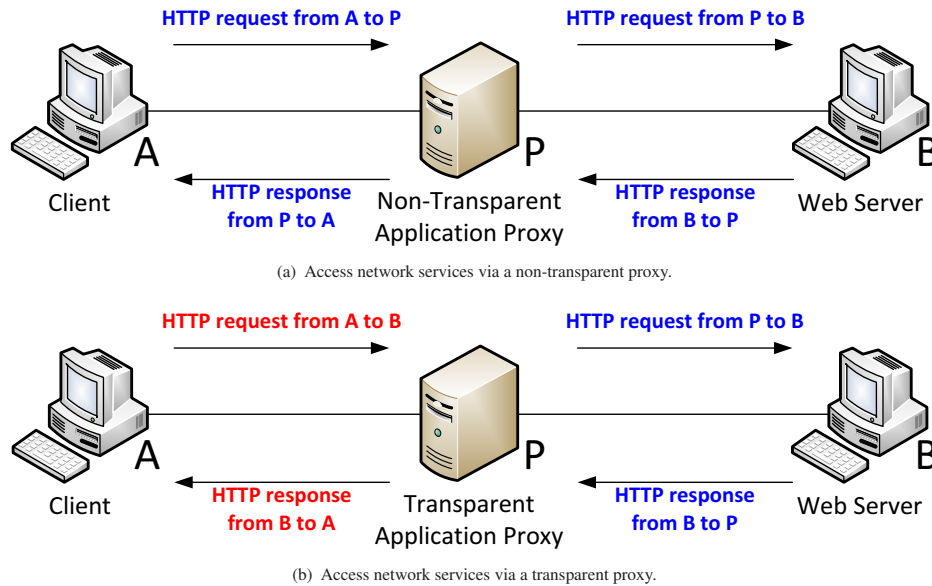 HTTP request from A to P
HTTP request from P to B
A
P
B
Client
HTTP response
from P to A
Non-Transparent
Application Proxy
HTTP response
from B to P
Web Server
(a) Access network services via a non-transparent proxy.
HTTP request from A to B
HTTP request from P to B
A
P
B
Client
HTTP response
from B to A
Transparent
Application Proxy
HTTP response
from B to P
Web Server
(b) Access network services via a transparent proxy.